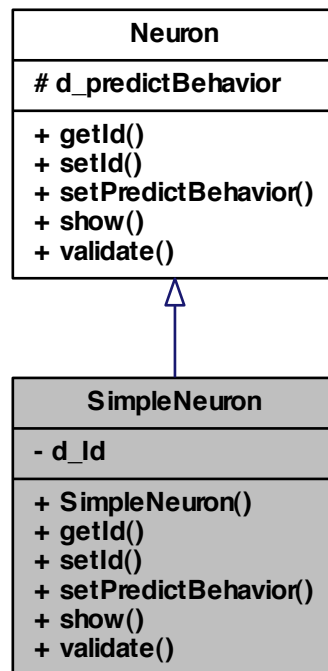 Neuron
# d_predictBehavior
+ getId()
+ setId()
+ setPredictBehavior()
+ show()
+ validate()
SimpleNeuron
- d_Id
+ SimpleNeuron()
+ getId()
+ setId()
+ setPredictBehavior()
+ show()
+ validate()